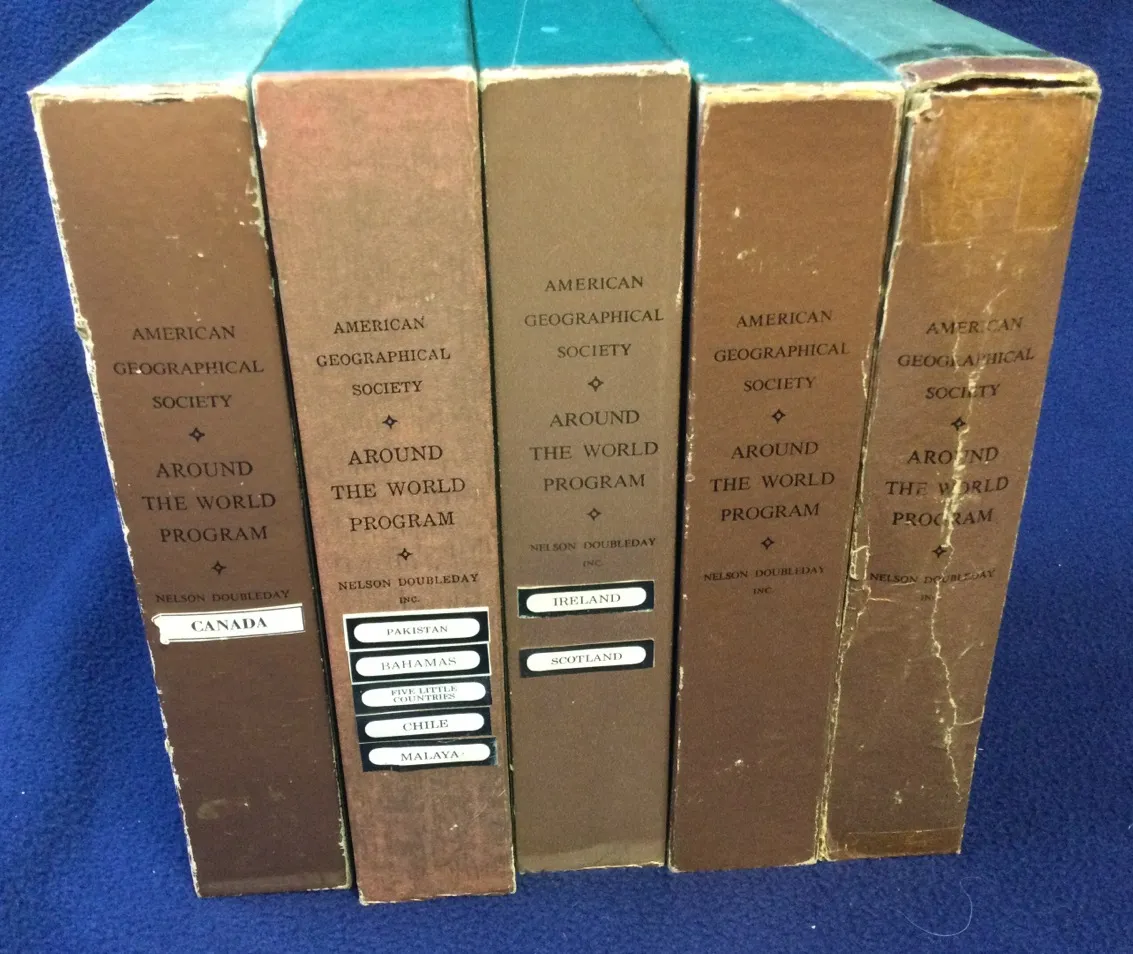 AMERICAN
GEOGRAPHICAL
SOCIETY
AROUND
THE WORLD
PROGRAM
NELSON DOUBLEDAY
CANADA
AMERICAN
GEOGRAPHICAL
SOCIETY
AROUND
THE WORLD
PROGRAM
NELSON DOUBLEDAY
INC.
PAKISTAN
BAHAMAS
FIVE LITTLE
COUNTRIES
CHILE
MALAYA
AMERICAN
GEOGRAPHICAL
SOCIETY
AROUND
THE WORLD
PROGRAM
NELSON DOUBLEDAY
INC.
IRELAND
SCOTLAND
AMERICAN
GEOGRAPHICAL
SOCIETY
AROUND
THE WORLD
PROGRAM
NELSON DOUBLEDAY
INC.
AMERICAN
GEOGRAPHICAL
SOCIETY
AROUND
THE WORLD
PROGRAM
NELSON DOUBLEDAY
INC.